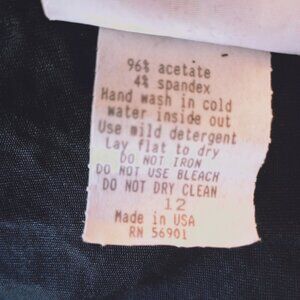 96% acetate
4% spandex
Hand wash in cold
water inside out
Use mild detergent
Lay flat to dry
DO NOT IRON
DO NOT USE BLEACH
DO NOT DRY CLEAN
12
Made in USA
RN 56901